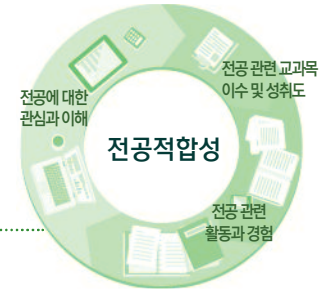 전공에 대한
관심과 이해
전공 관련 교과목
이수 및 성취도
전공적합성
전공 관련
활동과 경험